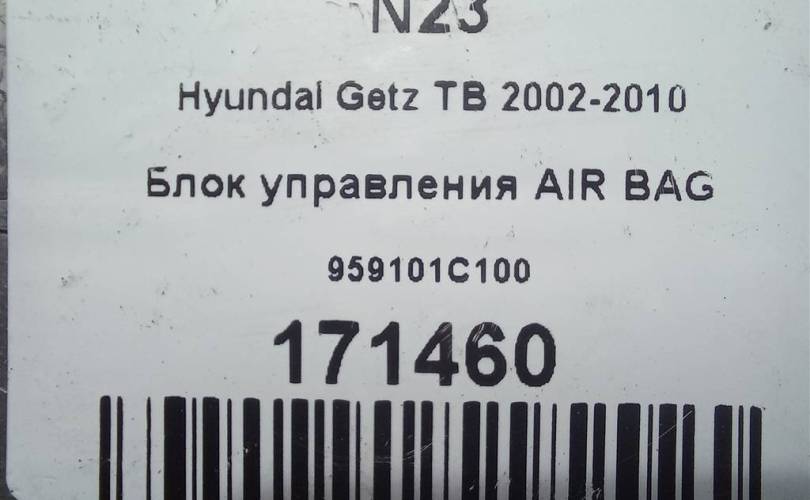 N23
Hyundai Getz TB 2002-2010
Блок управления AIR BAG
959101C100
171460